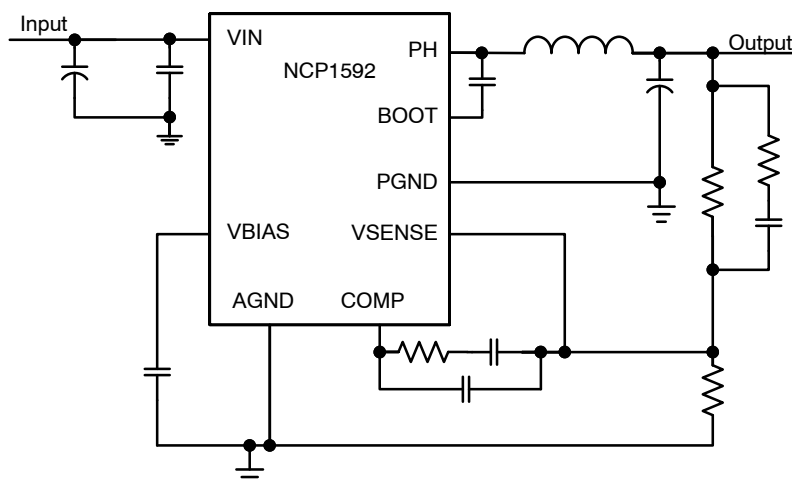 Input
VIN
NCP1592
PH
Output
BOOT
PGND
VBIAS
VSENSE
AGND
COMP